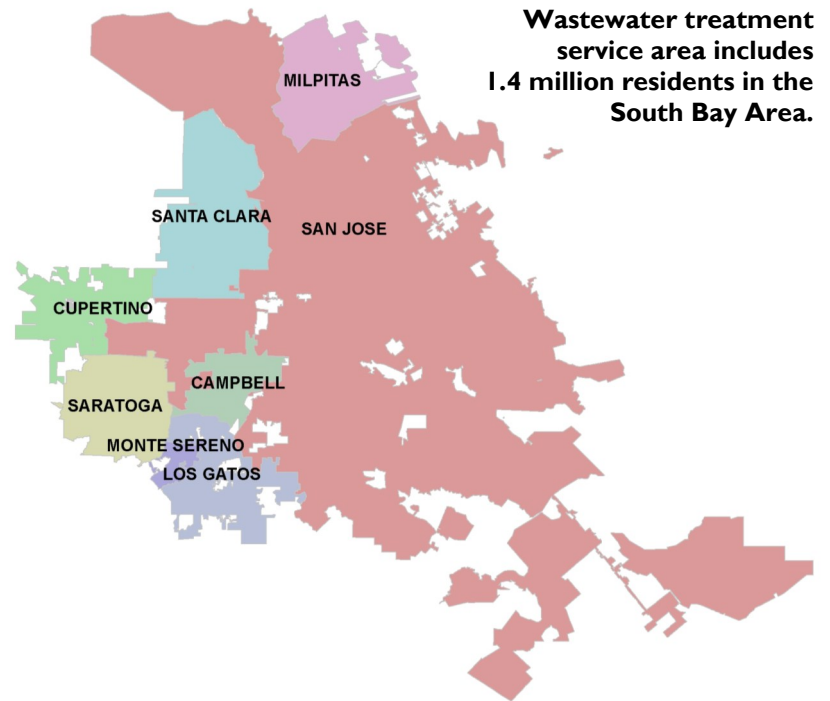 Wastewater treatment
service area includes
1.4 million residents in the
South Bay Area.
MILPITAS
SANTA CLARA
SAN JOSE
CUPERTINO
CAMPBELL
SARATOGA
MONTE SERENO
LOS GATOS